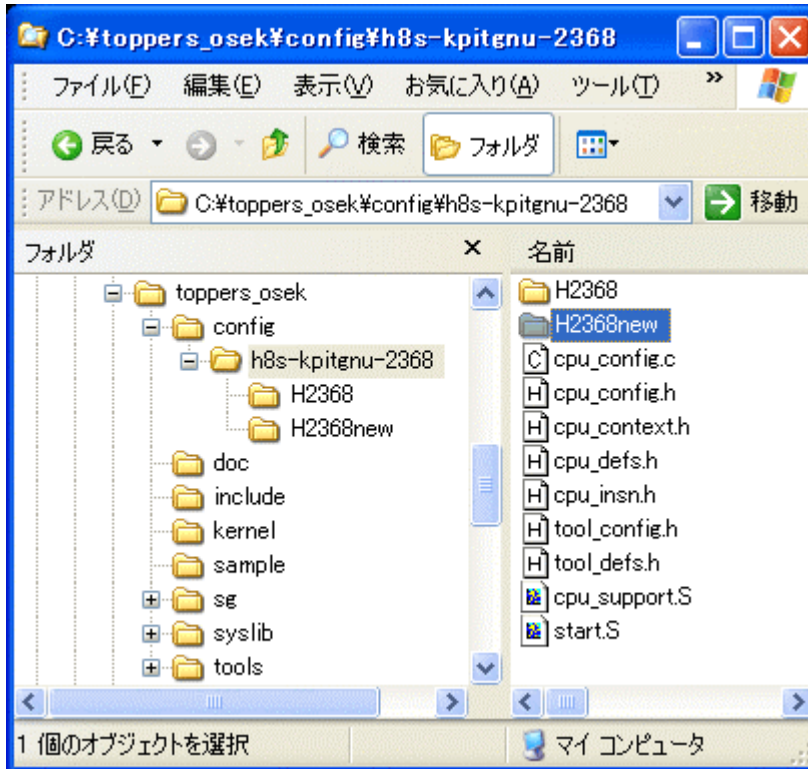 C:¥toppers_osek¥config¥h8s-kpitgnu-2368
ファイル(F) 編集(E) 表示(V) お気に入り(A) ツール(T) »
戻る 検索 フォルダ
アドレス(D) C:¥toppers_osek¥config¥h8s-kpitgnu-2368 移動
フォルダ × 名前
toppers_osek
config
h8s-kpitgnu-2368
H2368
H2368new
doc
include
kernel
sample
sg
syslib
tools
H2368
H2368new
cpu_config.c
cpu_config.h
cpu_context.h
cpu_defs.h
cpu_insn.h
tool_config.h
tool_defs.h
cpu_support.S
start.S
1 個のオブジェクトを選択 マイ コンピュータ